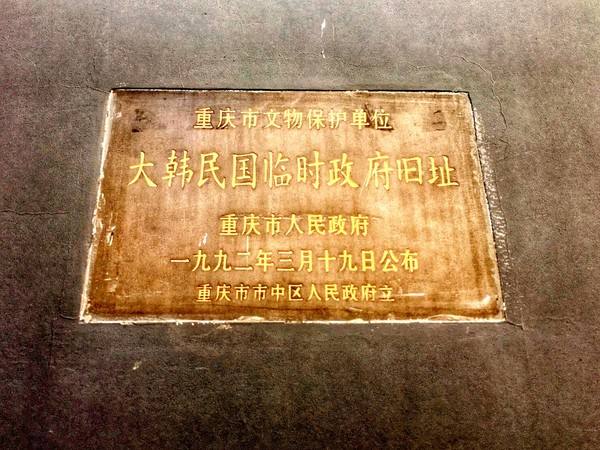 重庆市文物保护单位
大韩民国临时政府旧址
重庆市人民政府
一九九二年三月十九日公布
重庆市市中区人民政府立